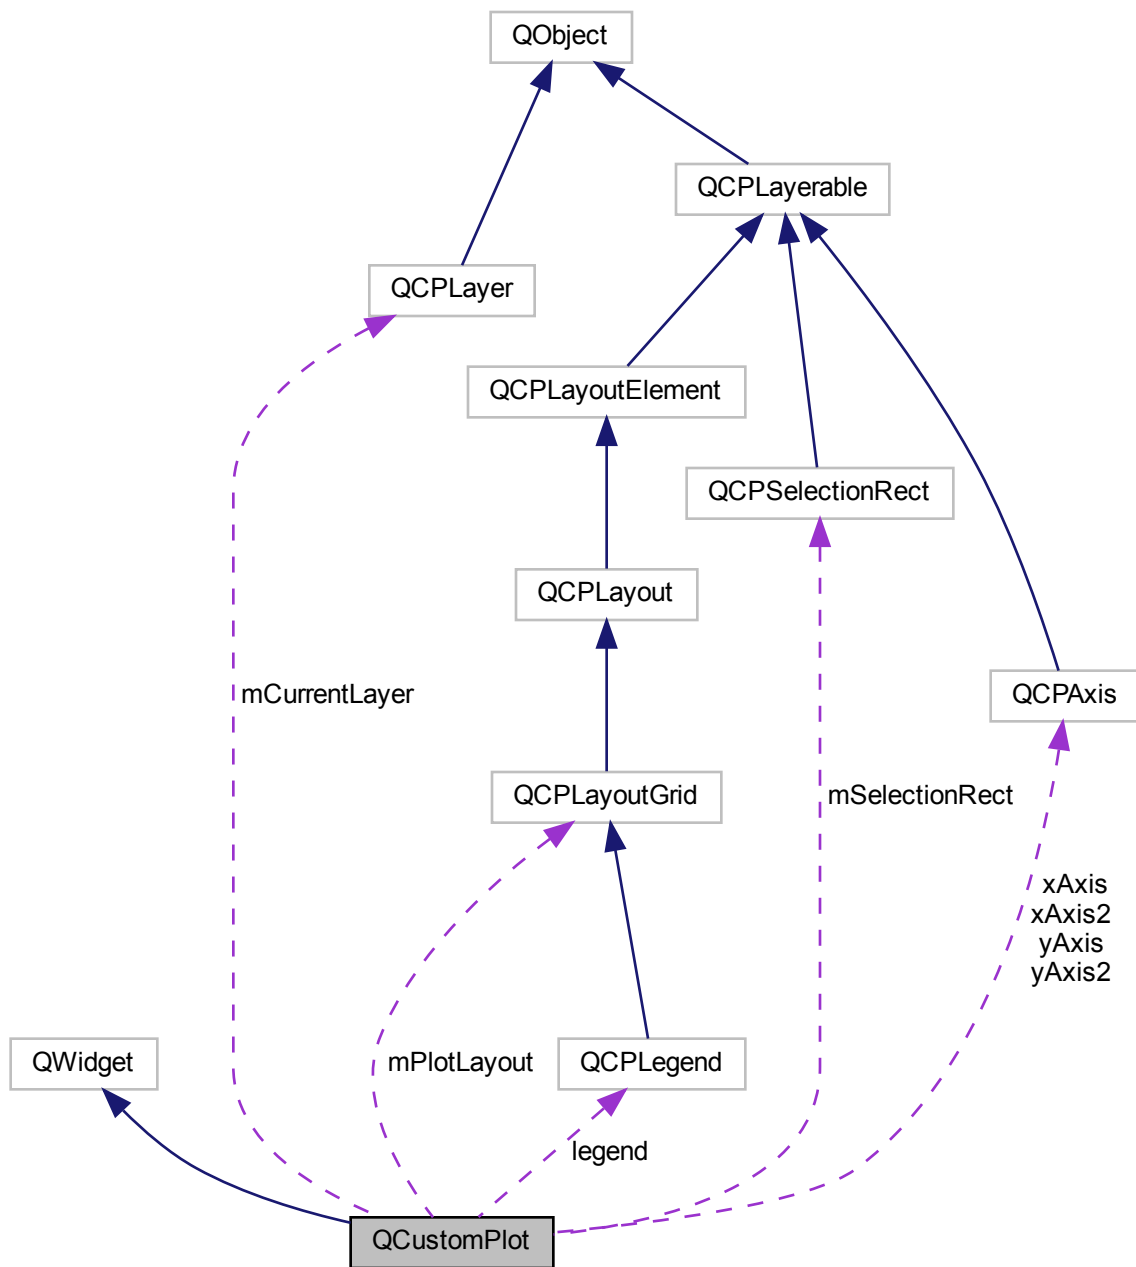 QObject
QCPLayerable
QCPLayer
QCPLayoutElement
QCPSelectionRect
QCPLayout
mCurrentLayer
QCPAxis
QCPLayoutGrid
mSelectionRect
xAxis
xAxis2
yAxis
yAxis2
QWidget
mPlotLayout
QCPLegend
legend
QCustomPlot